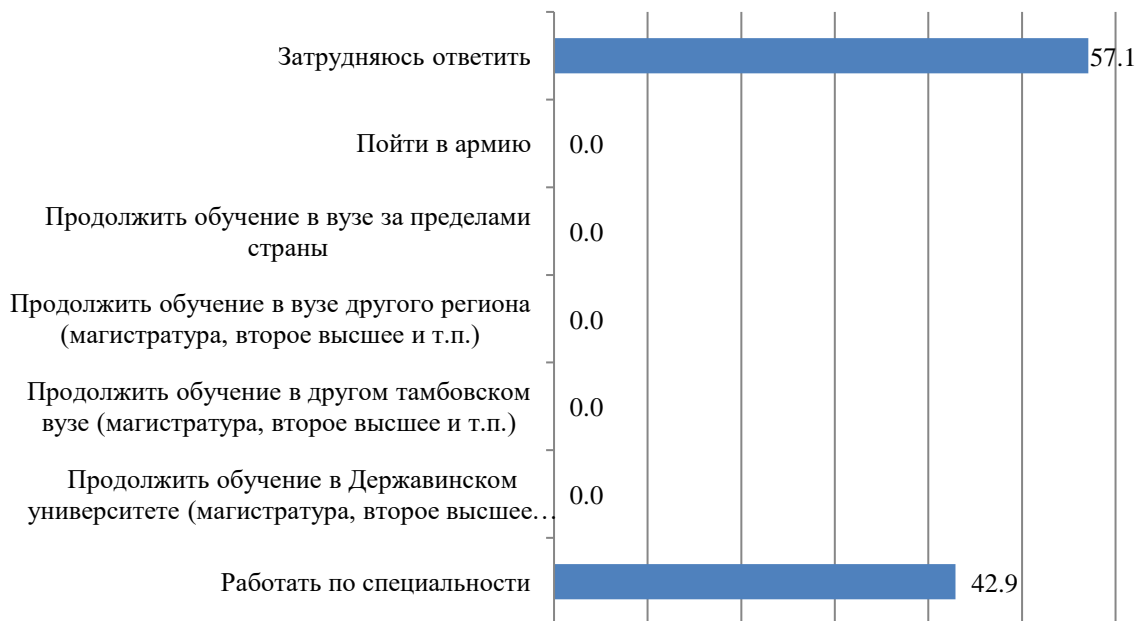 Затрудняюсь ответить
57.1
Пойти в армию
0.0
Продолжить обучение в вузе за пределами
страны
0.0
Продолжить обучение в вузе другого региона
(магистратура, второе высшее и т.п.)
0.0
Продолжить обучение в другом тамбовском
вузе (магистратура, второе высшее и т.п.)
0.0
Продолжить обучение в Державинском
университете (магистратура, второе высшее…
0.0
Работать по специальности
42.9